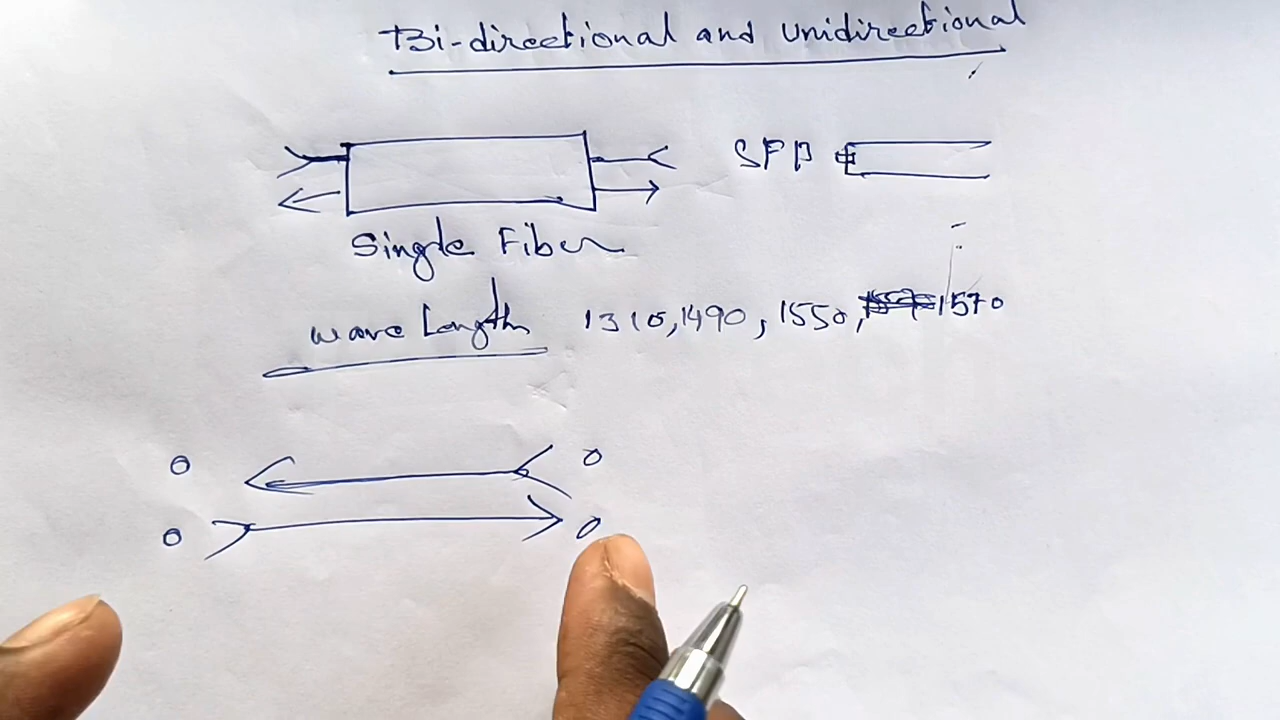 Bi-directional and unidirectional
SFP
Single Fiber
wave Length 1310, 1490, 1550, 1570
o o
o o